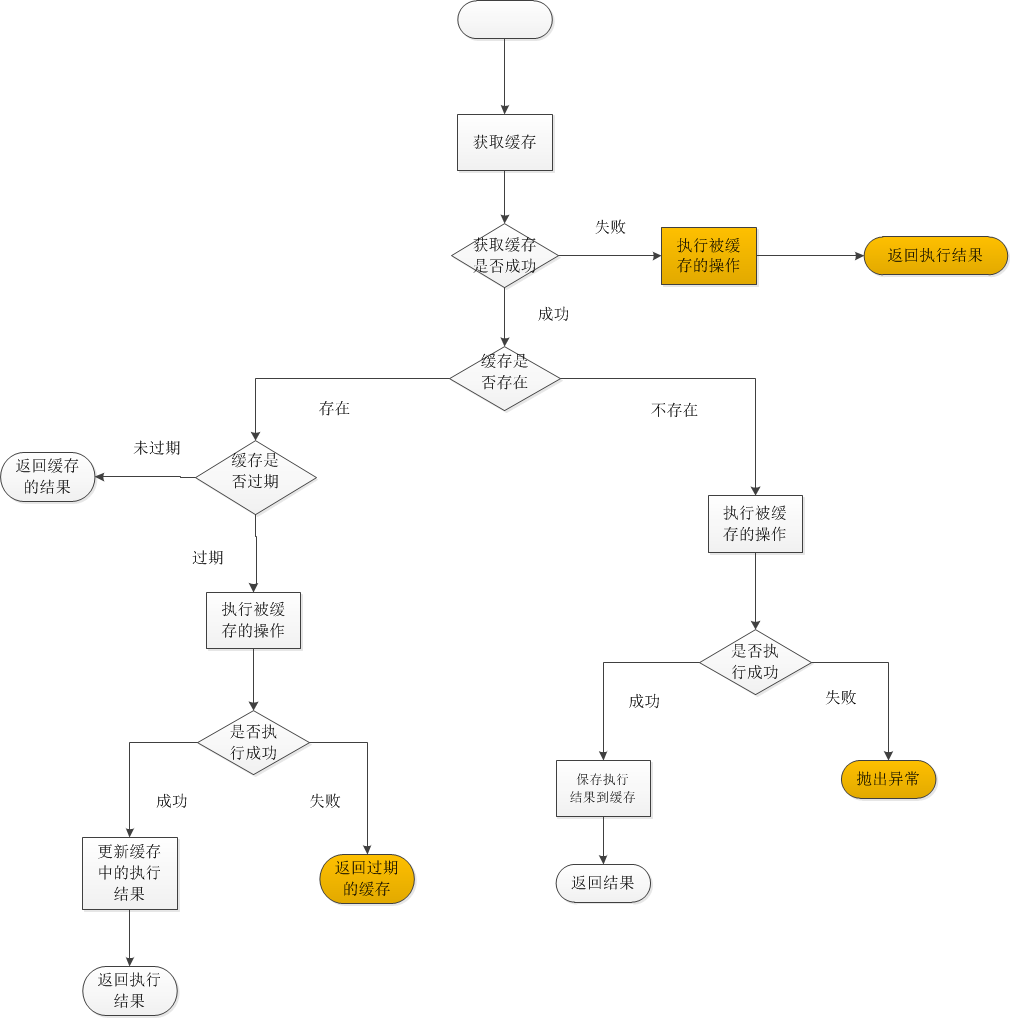 获取缓存
获取缓存
是否成功
失败
执行被缓
存的操作
返回执行结果
成功
缓存是
否存在
存在
不存在
未过期
缓存是
否过期
返回缓存
的结果
过期
执行被缓
存的操作
是否执
行成功
成功
失败
更新缓存
中的执行
结果
返回过期
的缓存
返回执行
结果
执行被缓
存的操作
是否执
行成功
成功
失败
保存执行
结果到缓存
抛出异常
返回结果